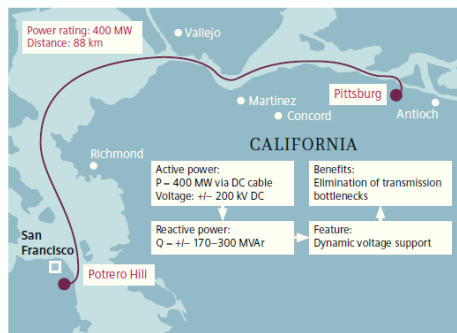 Power rating: 400 MW
Distance: 88 km
Vallejo
Pittsburg
Martinez
Concord
Antioch
CALIFORNIA
Richmond
Active power:
P = 400 MW via DC cable
Voltage: +/– 200 kV DC
Benefits:
Elimination of transmission
bottlenecks
Reactive power:
Q = +/– 170–300 MVAr
Feature:
Dynamic voltage support
San
Francisco
Potrero Hill